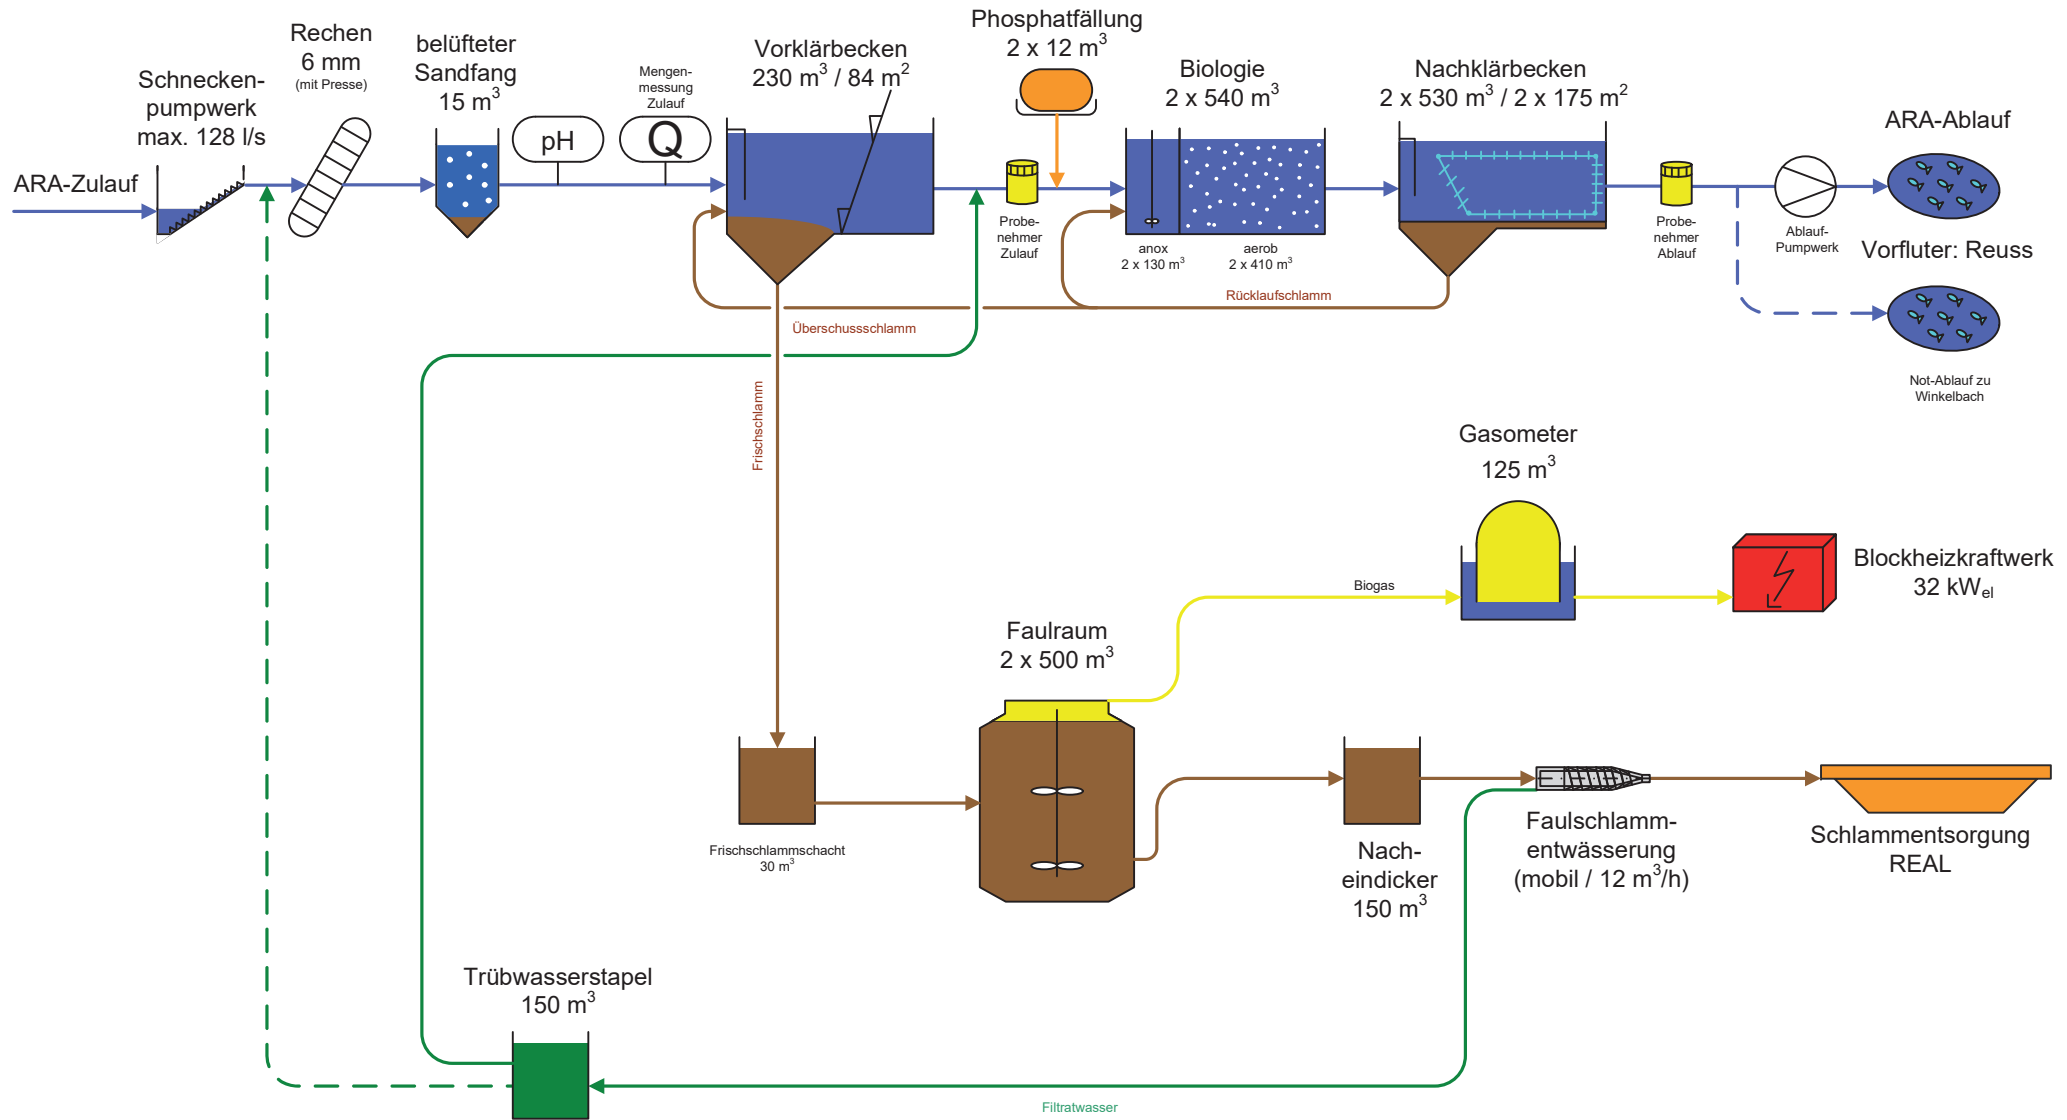 Schnecken-
pumpwerk
max. 128 l/s
ARA-Zulauf
Rechen
6 mm
(mit Presse)
belüfteter
Sandfang
15 m³
pH
Mengen-
messung
Zulauf
Q
Vorklärbecken
230 m³ / 84 m²
Phosphatfällung
2 x 12 m³
Probe-
nehmer
Zulauf
Biologie
2 x 540 m³
anox
2 x 130 m³
aerob
2 x 410 m³
Nachklärbecken
2 x 530 m³ / 2 x 175 m²
Probe-
nehmer
Ablauf
Ablauf-
Pumpwerk
ARA-Ablauf
Vorfluter: Reuss
Not-Ablauf zu
Winkelbach
Rücklaufschlamm
Überschussschlamm
Frischschlamm
Gasometer
125 m³
Biogas
Blockheizkraftwerk
32 kWel
Faulraum
2 x 500 m³
Frischschlammschacht
30 m³
Nach-
eindicker
150 m³
Faulschlamm-
entwässerung
(mobil / 12 m³/h)
Schlammentsorgung
REAL
Trübwasserstapel
150 m³
Filtratwasser